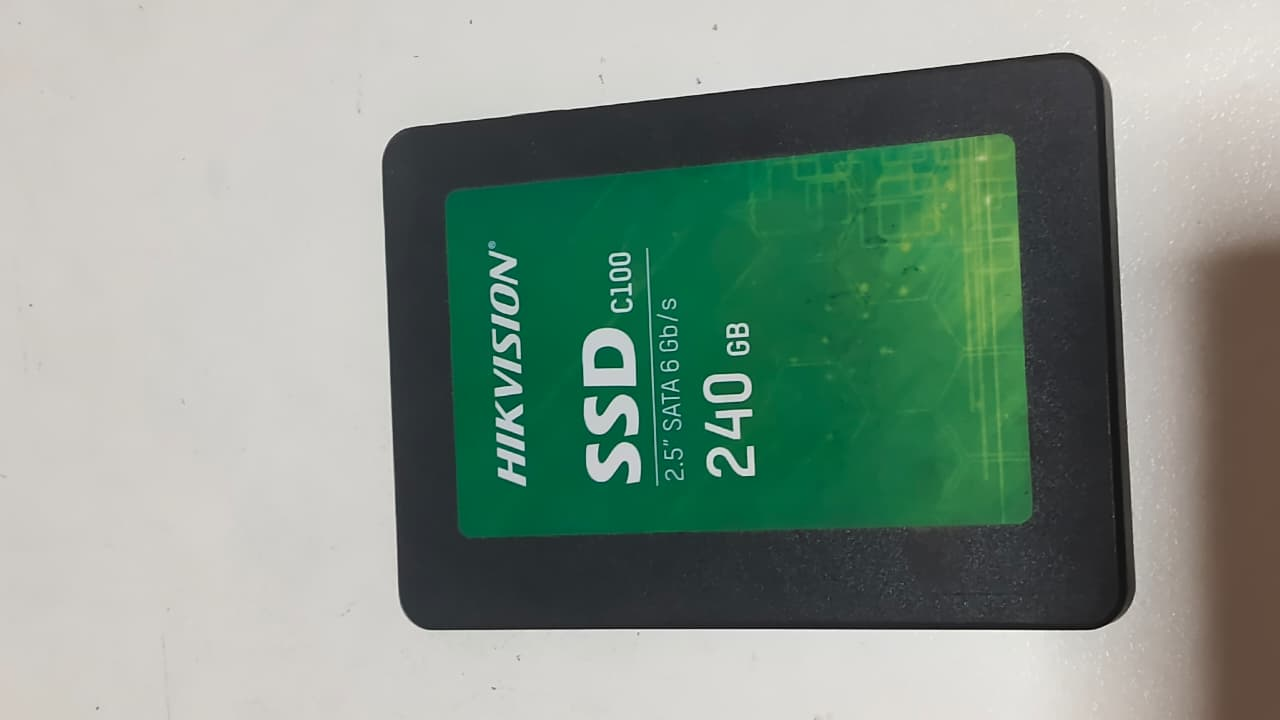 HIKVISION®
SSD C100
2.5" SATA 6 Gb/s
240 GB